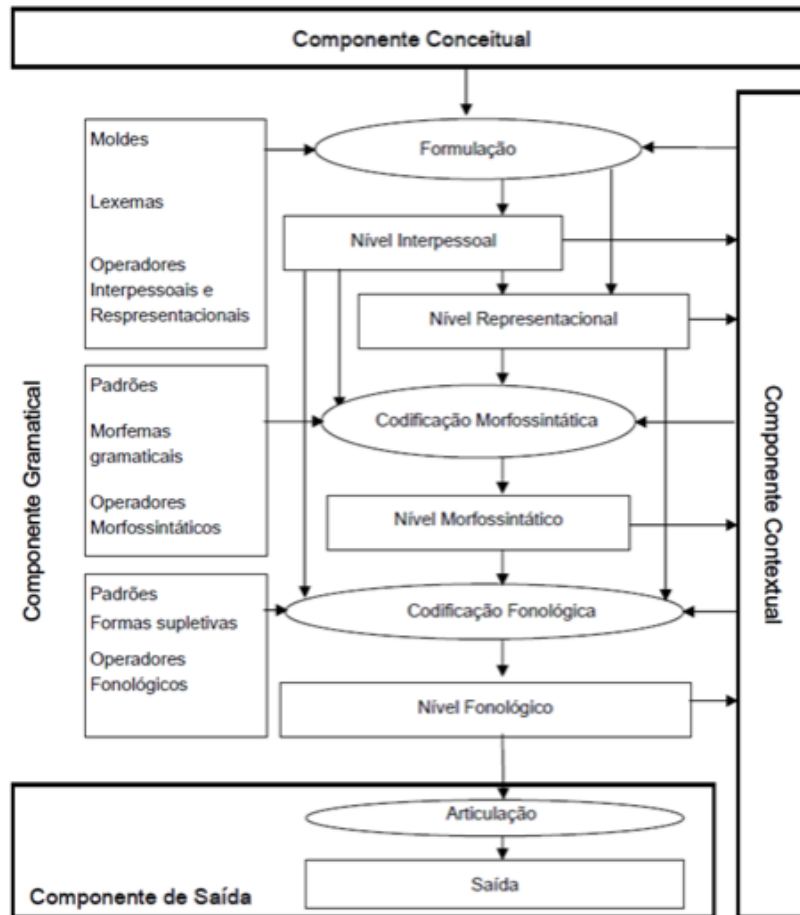 Componente Conceitual
Moldes
Lexemas
Operadores
Interpessoais e
Respresentacionais
Formulação
Nível Interpessoal
Nível Representacional
Componente Gramatical
Padrões
Morfemas
gramaticais
Operadores
Morfossintáticos
Codificação Morfossintática
Nível Morfossintático
Componente Contextual
Padrões
Formas supletivas
Operadores
Fonológicos
Codificação Fonológica
Nível Fonológico
Articulação
Saída
Componente de Saída